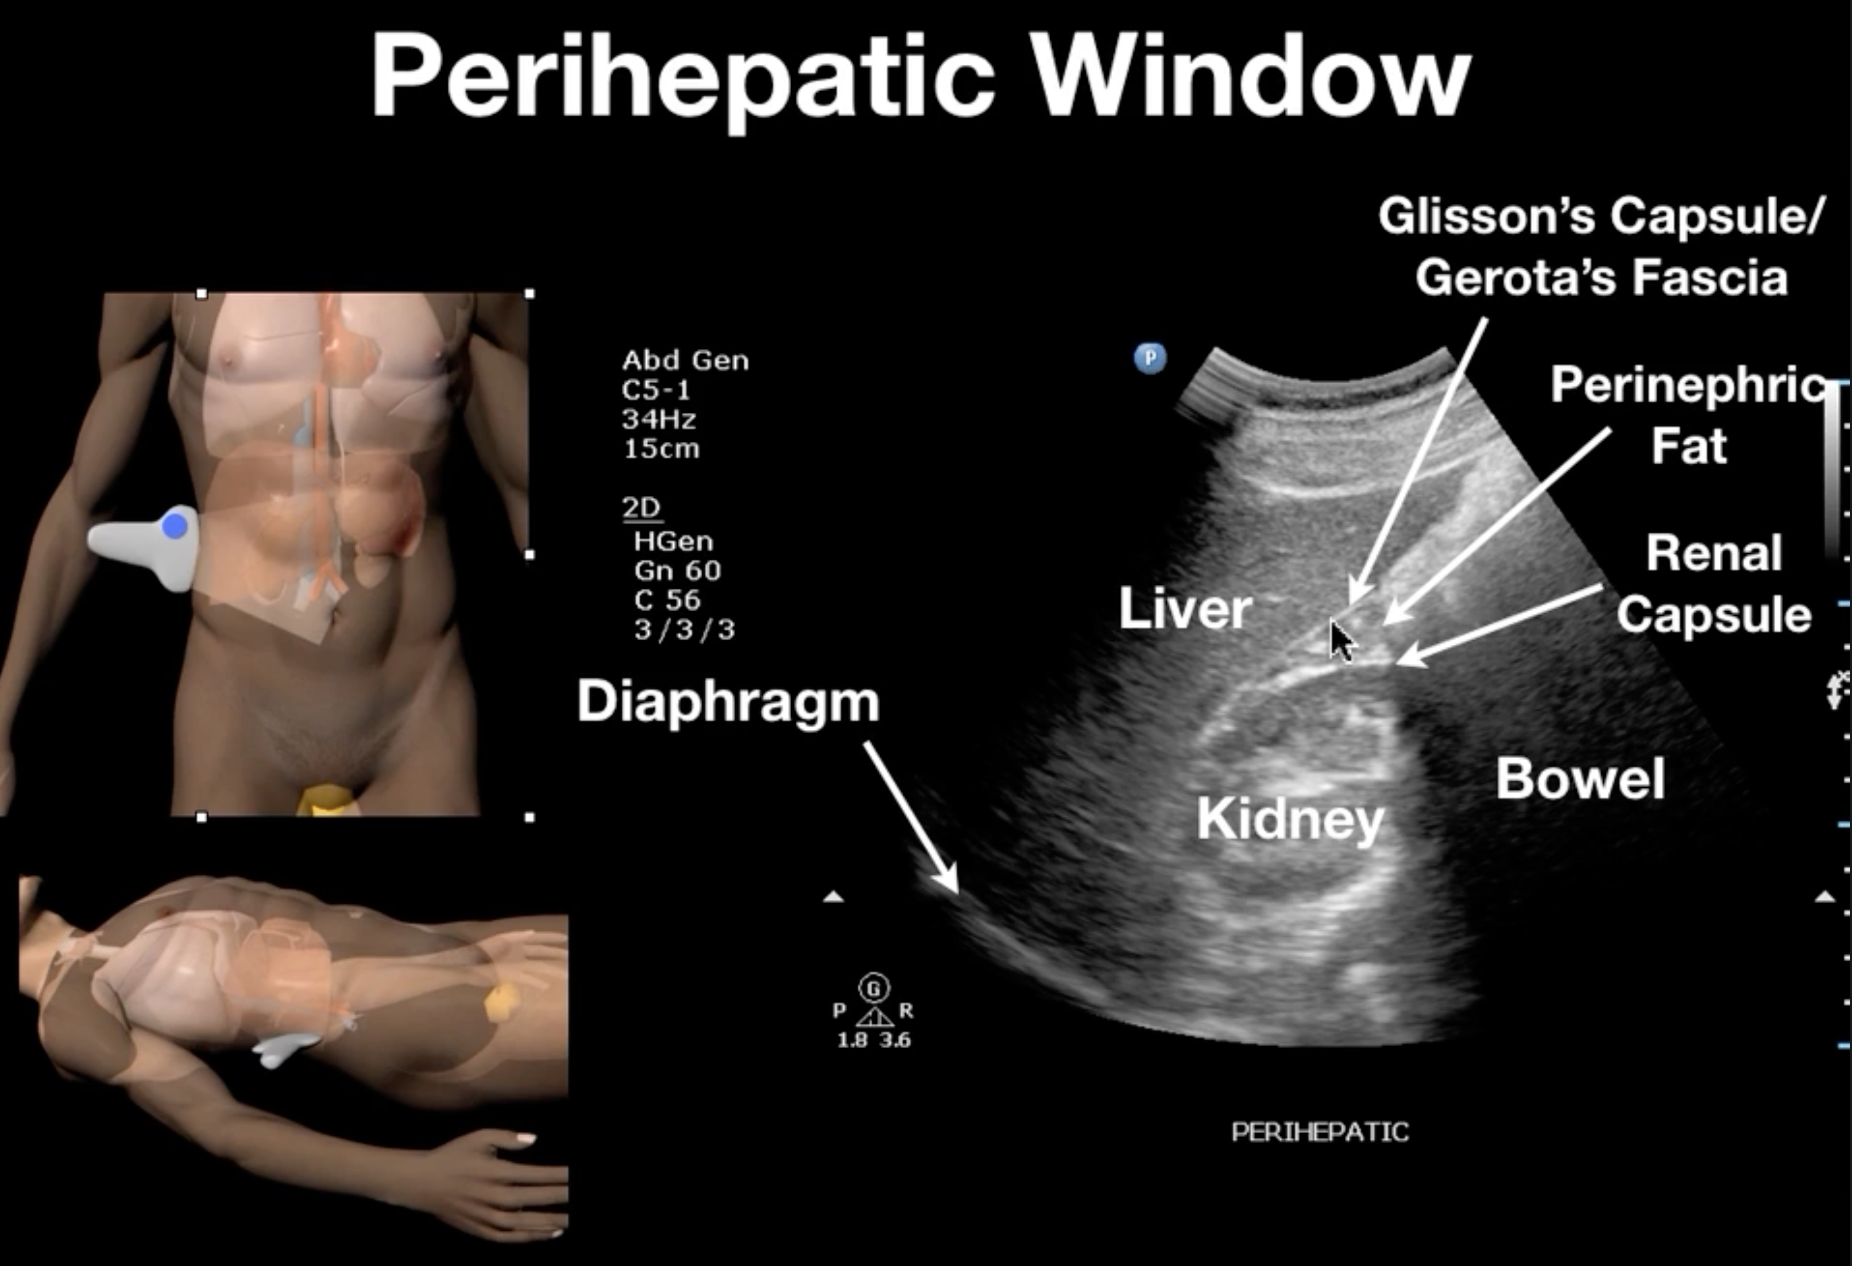 Perihepatic Window
Glisson's Capsule/
Gerota's Fascia
P
Perinephric
Fat
Abd Gen
C5-1
34Hz
15cm
2D
HGen
Gn 60
C 56
3/3/3
Renal
Capsule
Liver
Diaphragm
Bowel
Kidney
G
P R
1.8 3.6
PERIHEPATIC